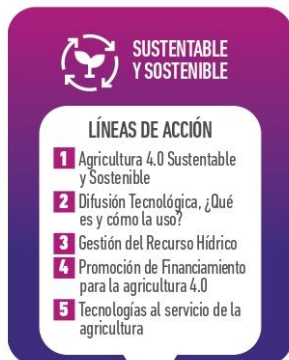 SUSTENTABLE
Y SOSTENIBLE
LÍNEAS DE ACCIÓN
1 Agricultura 4.0 Sustentable
y Sostenible
2 Difusión Tecnológica, ¿Qué
es y cómo la uso?
3 Gestión del Recurso Hídrico
4 Promoción de Financiamiento
para la agricultura 4.0
5 Tecnologías al servicio de la
agricultura